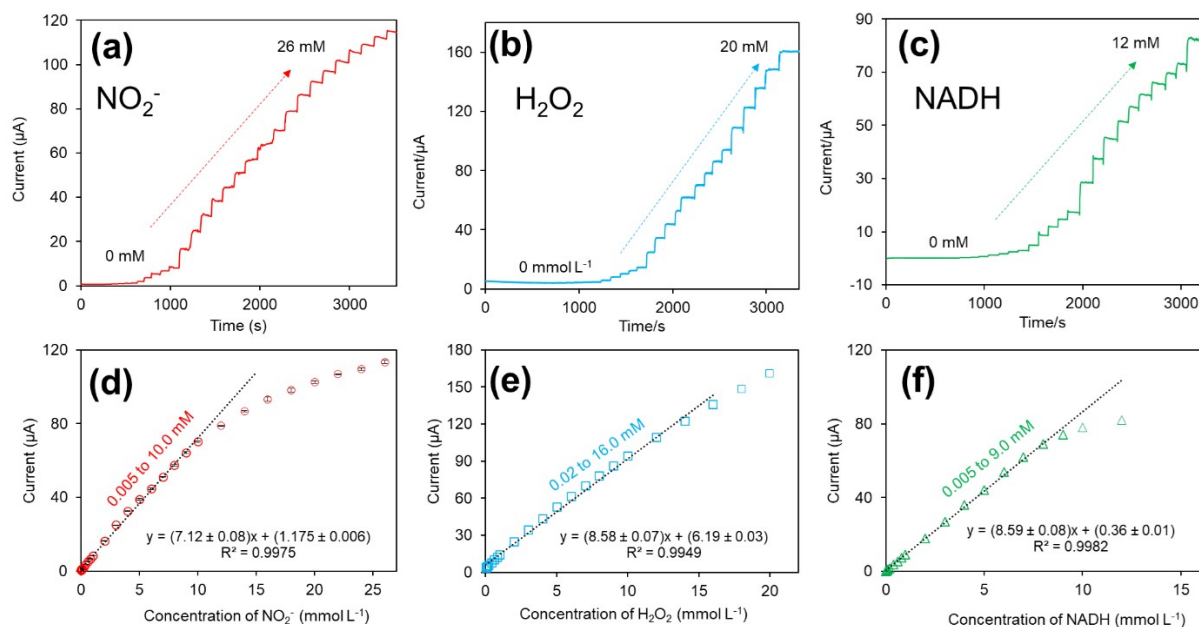 (a)
NO₂⁻
26 mM
0 mM
Current (µA)
120
100
80
60
40
20
0
0
1000
2000
3000
Time (s)
(b)
H₂O₂
20 mM
0 mmol L⁻¹
Current/µA
160
120
80
40
0
0
1000
2000
3000
Time/s
(c)
NADH
12 mM
0 mM
Current/µA
90
70
50
30
10
-10
0
1000
2000
3000
Time/s
(d)
0.005 to 10.0 mM
y = (7.12 ± 0.08)x + (1.175 ± 0.006)
R² = 0.9975
Current (µA)
120
80
40
0
0
5
10
15
20
25
Concentration of NO₂⁻ (mmol L⁻¹)
(e)
0.02 to 16.0 mM
y = (8.58 ± 0.07)x + (6.19 ± 0.03)
R² = 0.9949
Current (µA)
180
150
120
90
60
30
0
0
5
10
15
20
Concentration of H₂O₂ (mmol L⁻¹)
(f)
0.005 to 9.0 mM
y = (8.59 ± 0.08)x + (0.36 ± 0.01)
R² = 0.9982
Current (µA)
120
80
40
0
0
5
10
15
Concentration of NADH (mmol L⁻¹)